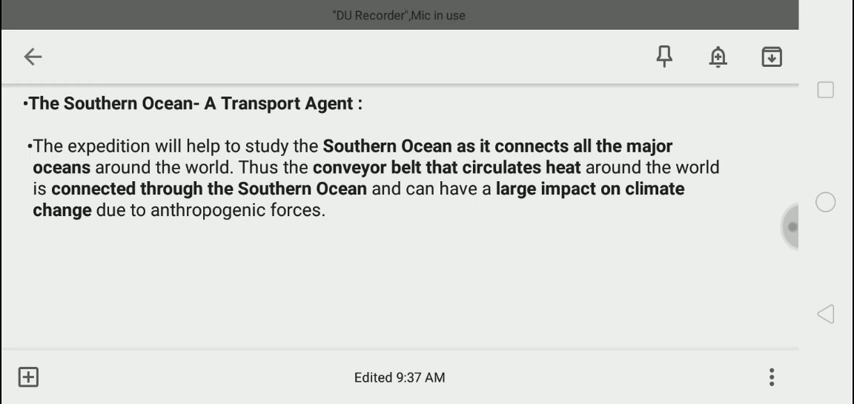 "DU Recorder",Mic in use
•The Southern Ocean- A Transport Agent :
•The expedition will help to study the Southern Ocean as it connects all the major
oceans around the world. Thus the conveyor belt that circulates heat around the world
is connected through the Southern Ocean and can have a large impact on climate
change due to anthropogenic forces.
Edited 9:37 AM